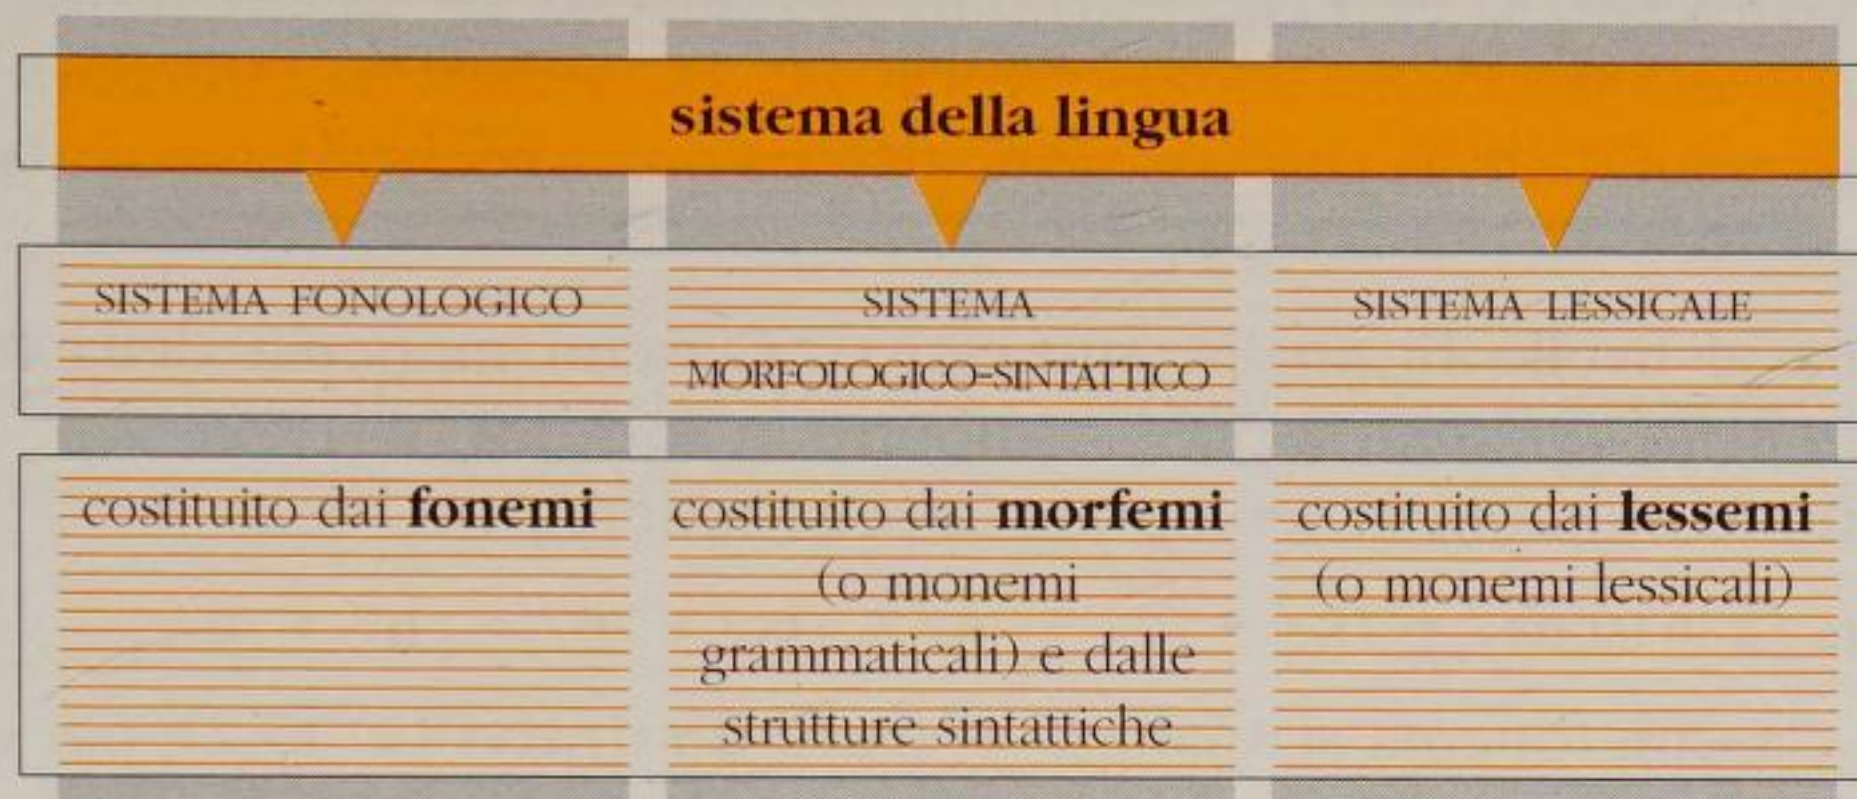 sistema della lingua
SISTEMA FONOLOGICO
SISTEMA
MORFOLOGICO-SINTATTICO
SISTEMA LESSICALE
costituito dai fonemi
costituito dai morfemi
(o monemi
grammaticali) e dalle
strutture sintattiche
costituito dai lessemi
(o monemi lessicali)